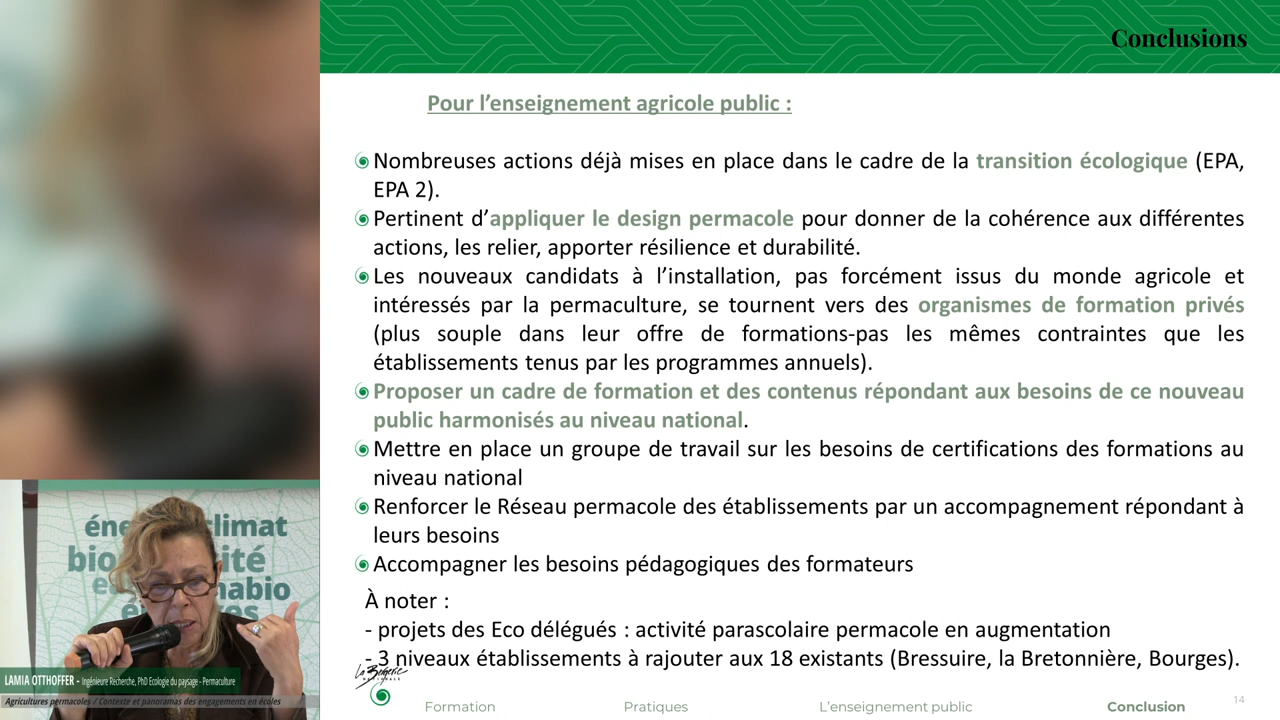 Conclusions
Pour l’enseignement agricole public :
Nombreuses actions déjà mises en place dans le cadre de la transition écologique (EPA,
EPA 2).
Pertinent d’appliquer le design permacole pour donner de la cohérence aux différentes
actions, les relier, apporter résilience et durabilité.
Les nouveaux candidats à l’installation, pas forcément issus du monde agricole et
intéressés par la permaculture, se tournent vers des organismes de formation privés
(plus souple dans leur offre de formations-pas les mêmes contraintes que les
établissements tenus par les programmes annuels).
Proposer un cadre de formation et des contenus répondant aux besoins de ce nouveau
public harmonisés au niveau national.
Mettre en place un groupe de travail sur les besoins de certifications des formations au
niveau national
Renforcer le Réseau permacole des établissements par un accompagnement répondant à
leurs besoins
Accompagner les besoins pédagogiques des formateurs
À noter :
- projets des Eco délégués : activité parascolaire permacole en augmentation
- 3 niveaux établissements à rajouter aux 18 existants (Bressuire, la Bretonnière, Bourges).
La Bergerie
NATIONALE
Formation
Pratiques
L’enseignement public
Conclusion
14
climat
LAMIA OTTHOFFER - Ingénieure Recherche, PhD Ecologie du paysage - Permaculture
Agricultures permacoles / Contexte et panoramas des engagements en écoles